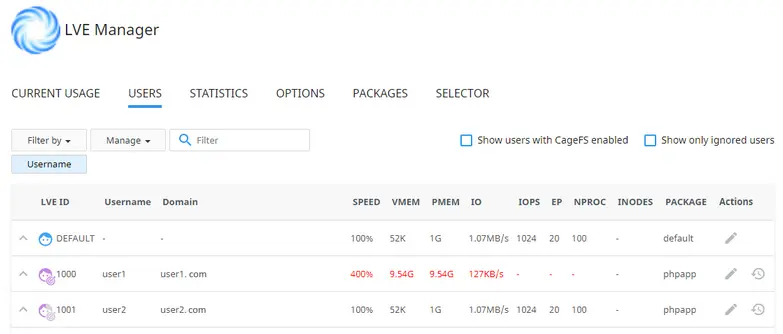 LVE Manager
CURRENT USAGE USERS STATISTICS OPTIONS PACKAGES SELECTOR
Filter by Manage Filter Show users with CageFS enabled Show only ignored users
Username
LVE ID Username Domain SPEED VMEM PMEM IO IOPS EP NPROC INODES PACKAGE Actions
DEFAULT - - 100% 52K 1G 1.07MB/s 1024 20 100 - default
1000 user1 user1. com 400% 9.54G 9.54G 127KB/s - - - - phpapp
1001 user2 user2. com 100% 52K 1G 1.07MB/s 1024 20 100 - phpapp